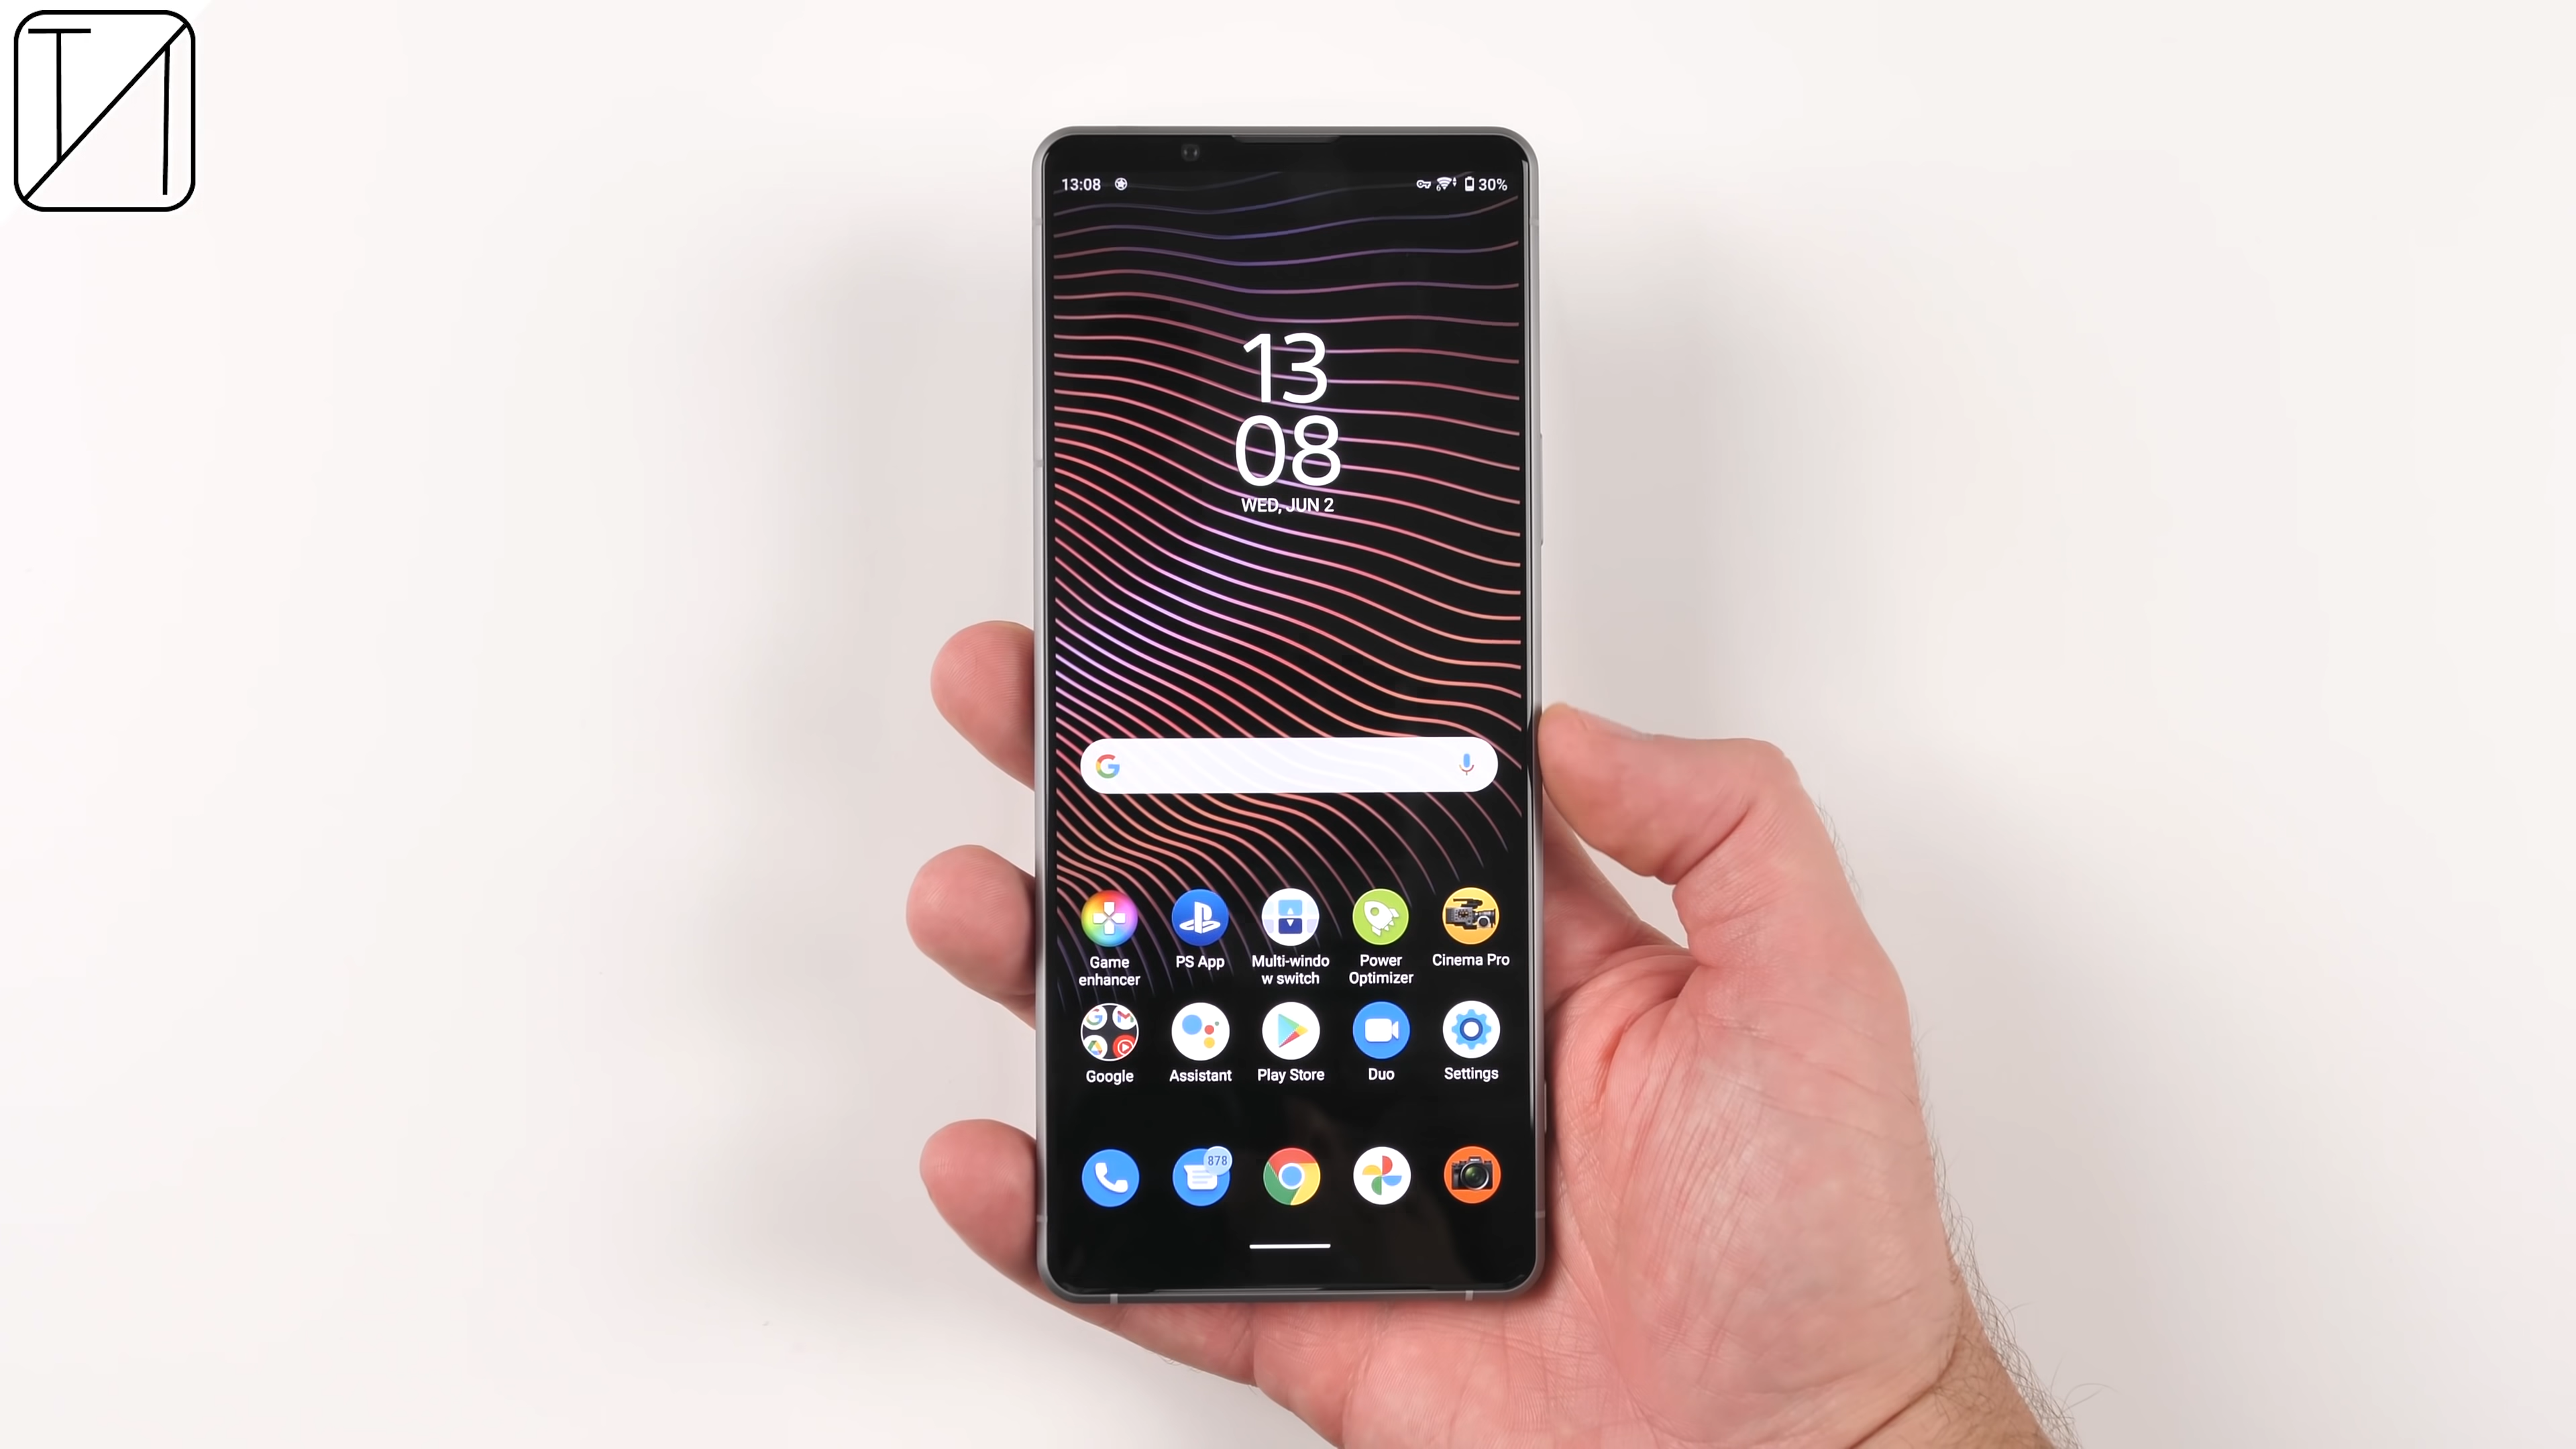 13:08
30%
13
08
WED, JUN 2
Game
enhancer
PS App
Multi-windo
w switch
Power
Optimizer
Cinema Pro
Google
Assistant
Play Store
Duo
Settings
878